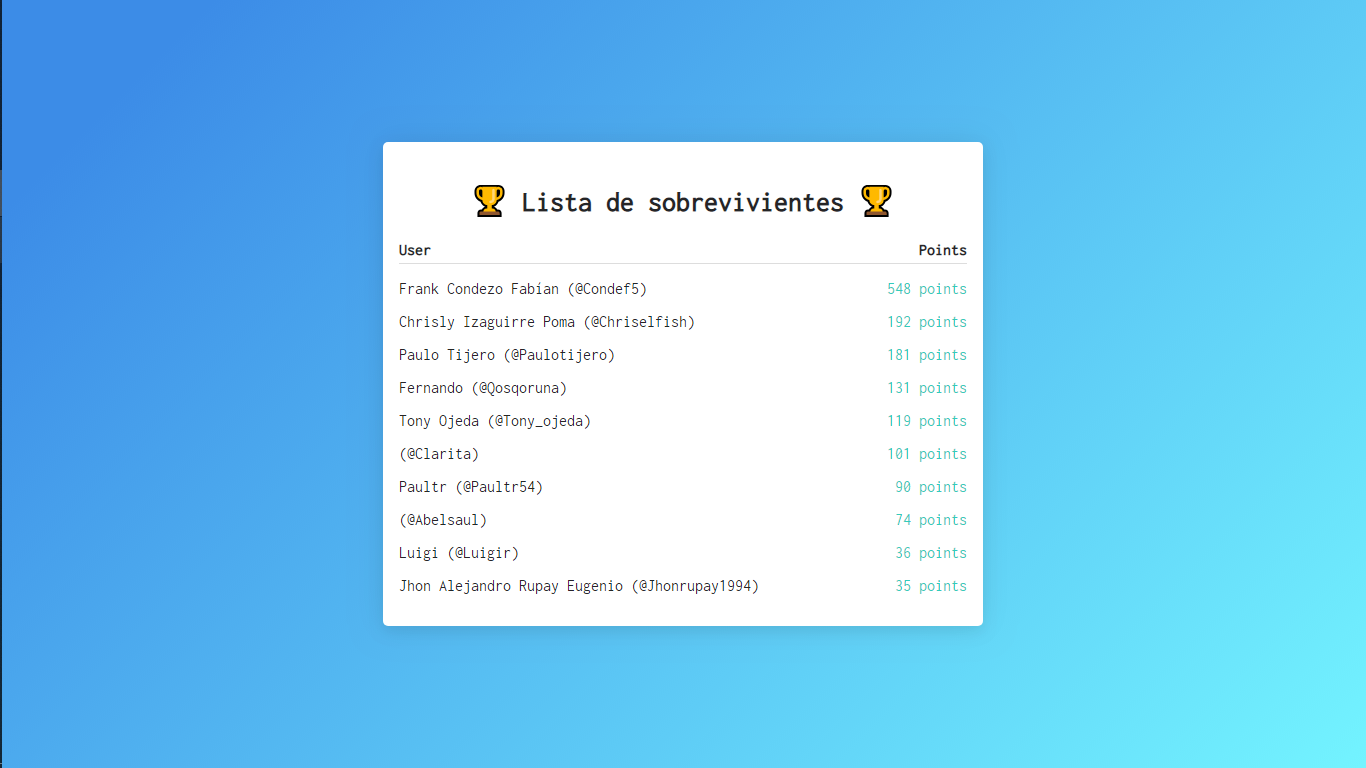 🏆 Lista de sobrevivientes 🏆
User Points
Frank Condezo Fabian (@Condef5) 548 points
Chrisly Izaguirre Poma (@Chriselfish) 192 points
Paulo Tijero (@Paulotijero) 181 points
Fernando (@Qosqoruna) 131 points
Tony Ojeda (@Tony_ojeda) 119 points
(@Clarita) 101 points
Paultr (@Paultr54) 90 points
(@Abelsaul) 74 points
Luigi (@Luigir) 36 points
Jhon Alejandro Rupay Eugenio (@Jhonrupay1994) 35 points